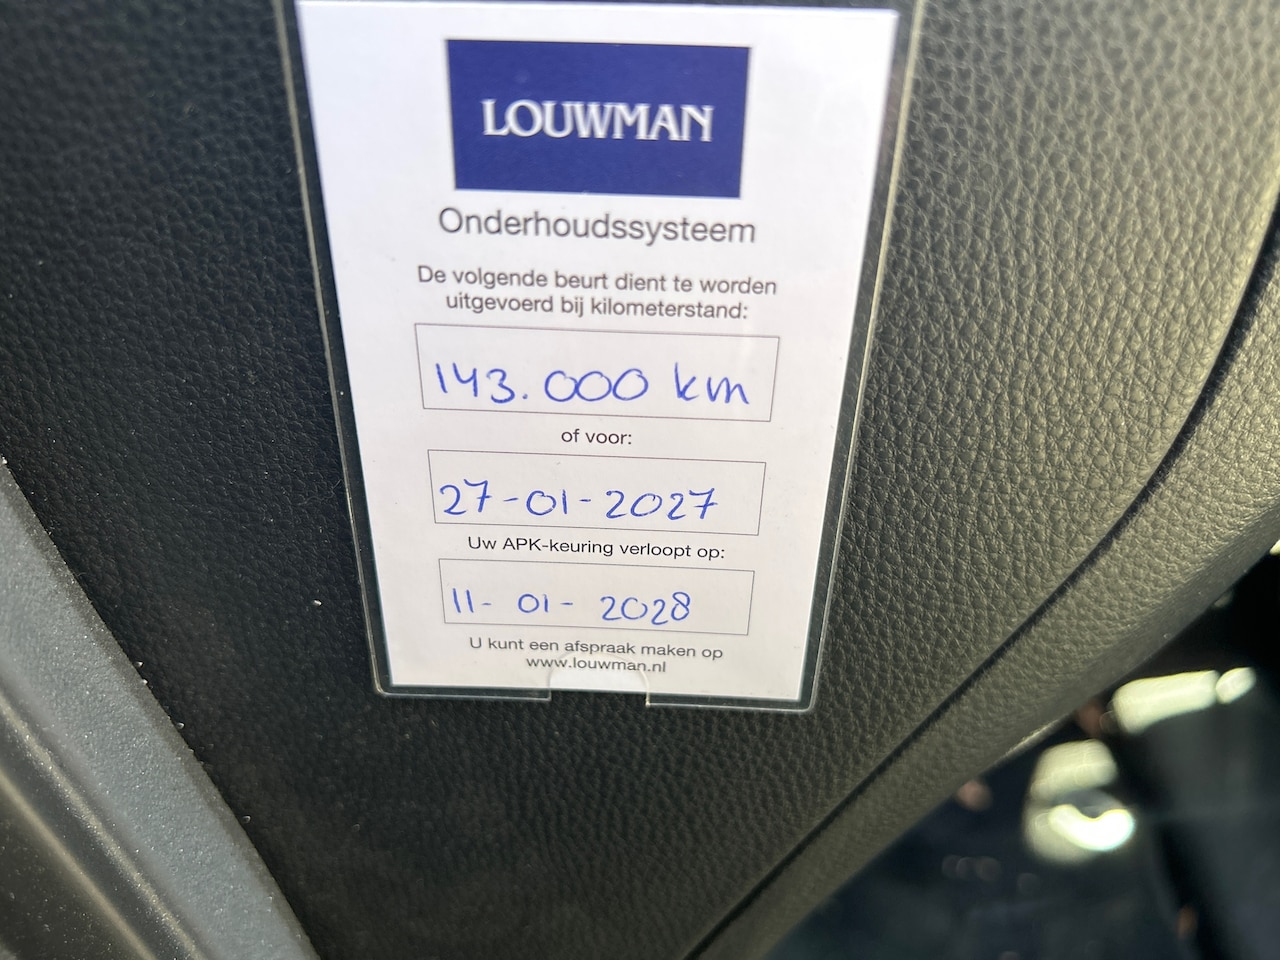 LOUWMAN
Onderhoudssysteem
De volgende beurt dient te worden
uitgevoerd bij kilometerstand:
143.000 km
of voor:
27-01-2027
Uw APK-keuring verloopt op:
11-01-2028
U kunt een afspraak maken op
www.louwman.nl